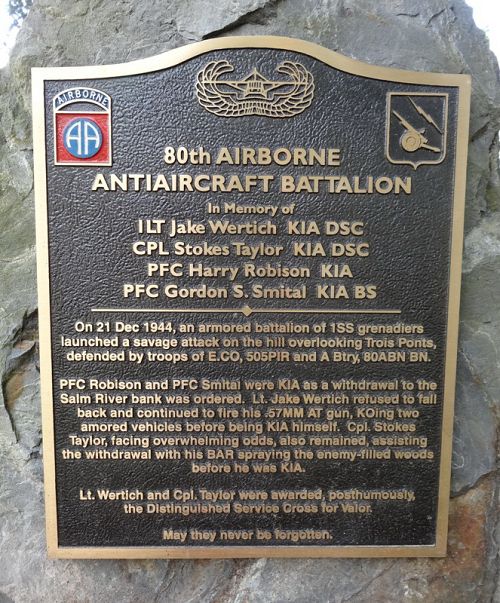 AIRBORNE
AA
80th AIRBORNE
ANTIAIRCRAFT BATTALION
In Memory of
1LT Jake Wertich KIA DSC
CPL Stokes Taylor KIA DSC
PFC Harry Robison KIA
PFC Gordon S. Smital KIA BS
On 21 Dec 1944, an armored battalion of 1SS grenadiers
launched a savage attack on the hill overlooking Trois Ponts,
defended by troops of E.CO, 505PIR and A Btry, 80ABN BN.
PFC Robison and PFC Smital were KIA as a withdrawal to the
Salm River bank was ordered. Lt. Jake Wertich refused to fall
back and continued to fire his .57MM AT gun, KOing two
amored vehicles before being KIA himself. Cpl. Stokes
Taylor, facing overwhelming odds, also remained, assisting
the withdrawal with his BAR spraying the enemy-filled woods
before he was KIA.
Lt. Wertich and Cpl. Taylor were awarded, posthumously,
the Distinguished Service Cross for Valor.
May they never be forgotten.